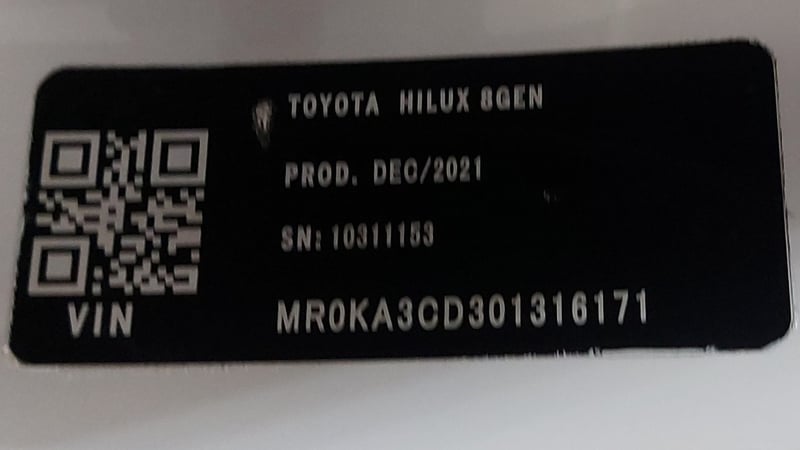 TOYOTA HILUX 8GEN
PROD. DEC/2021
SN: 10311153
VIN
MR0KA3CD301316171